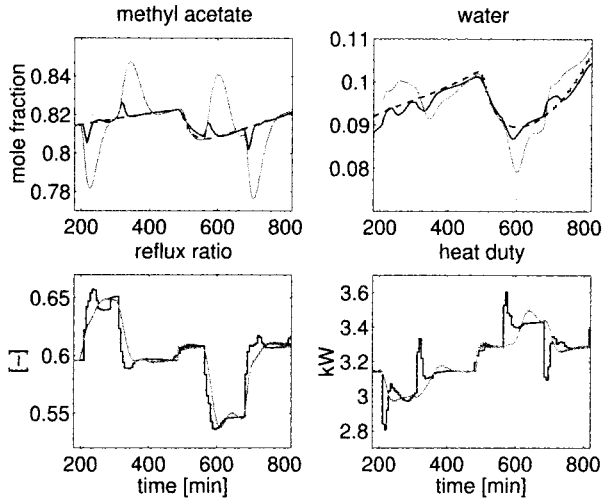 methyl acetate
water
mole fraction
0.84
0.82
0.8
0.78
0.11
0.1
0.09
0.08
200 400 600 800
200 400 600 800
reflux ratio
heat duty
[-]
0.65
0.6
0.55
kW
3.6
3.4
3.2
3
2.8
200 400 600 800
200 400 600 800
time [min]
time [min]